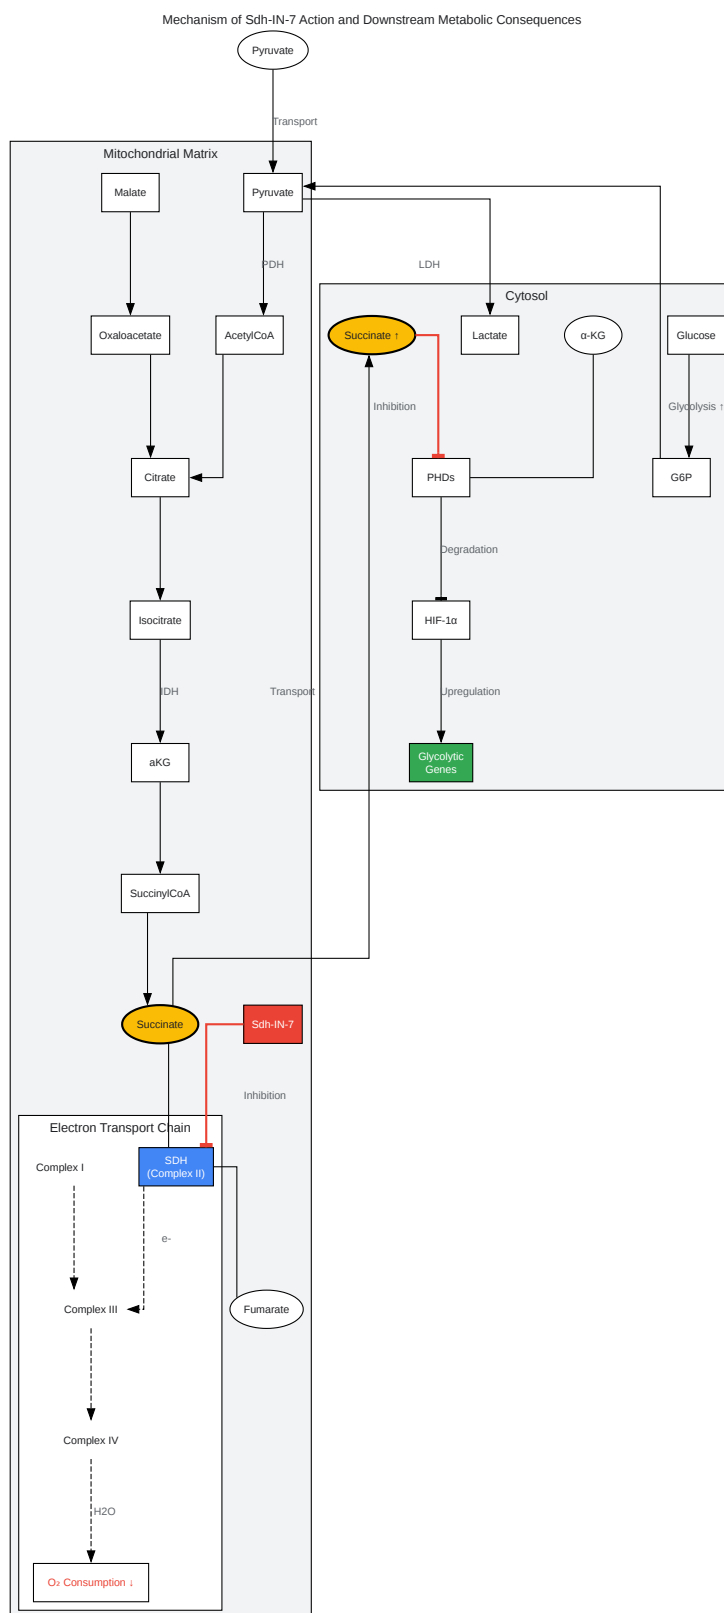 Mechanism of Sdh-IN-7 Action and Downstream Metabolic Consequences
Pyruvate
Transport
Mitochondrial Matrix
Malate
Pyruvate
PDH
LDH
Cytosol
Oxaloacetate
AcetylCoA
Succinate ↑
Lactate
α-KG
Glucose
Inhibition
Glycolysis ↑
Citrate
PHDs
G6P
Degradation
Isocitrate
HIF-1α
IDH
Transport
Upregulation
aKG
Glycolytic
Genes
SuccinylCoA
Succinate
Sdh-IN-7
Inhibition
Electron Transport Chain
Complex I
SDH
(Complex II)
e-
Complex III
Fumarate
Complex IV
H2O
O₂ Consumption ↓